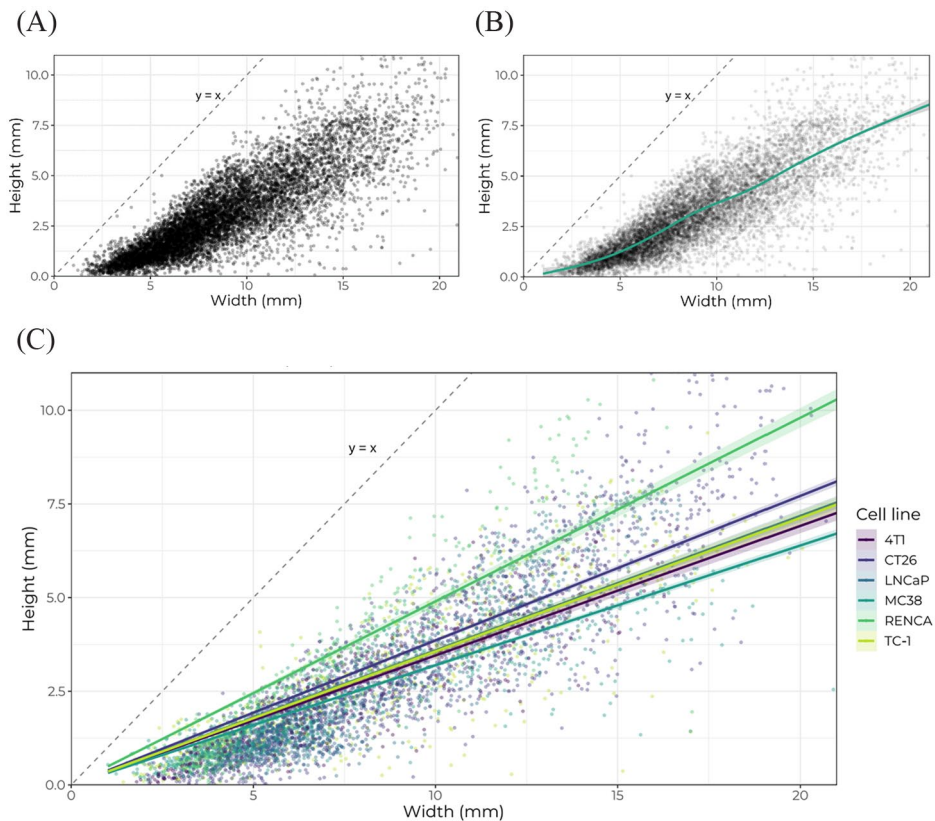 (A)
(B)
10.0
7.5
5.0
2.5
0.0
Height (mm)
y = x
0
5
10
15
20
Width (mm)
10.0
7.5
5.0
2.5
0.0
Height (mm)
y = x
0
5
10
15
20
Width (mm)
(C)
10.0
7.5
5.0
2.5
0.0
Height (mm)
y = x
0
5
10
15
20
Width (mm)
Cell line
4T1
CT26
LNCaP
MC38
RENCA
TC-1